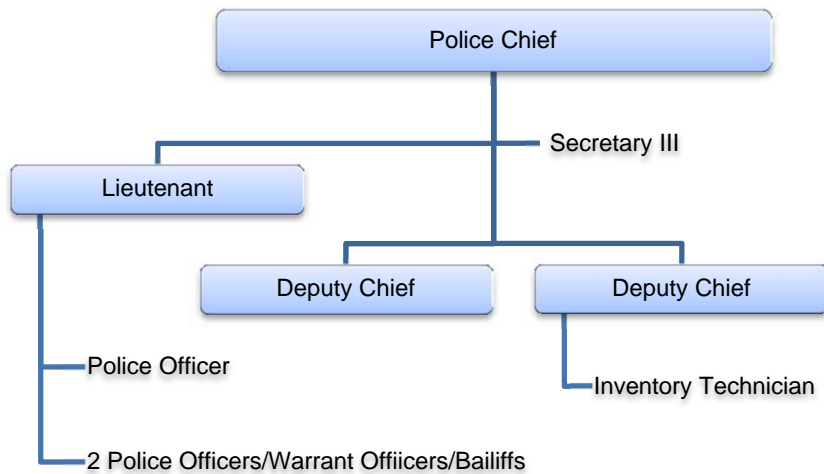 Police Chief
Secretary III
Lieutenant
Deputy Chief
Deputy Chief
Police Officer
Inventory Technician
2 Police Officers/Warrant Offiicers/Bailiffs